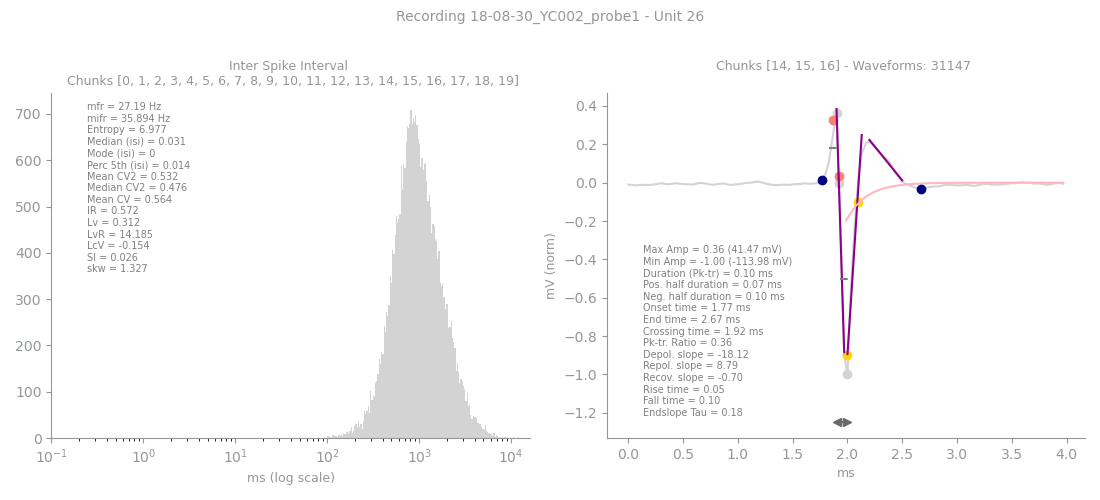 Recording 18-08-30_YC002_probe1 - Unit 26
Inter Spike Interval
Chunks [0, 1, 2, 3, 4, 5, 6, 7, 8, 9, 10, 11, 12, 13, 14, 15, 16, 17, 18, 19]
700
600
500
400
300
200
100
0
mfr = 27.19 Hz
mifr = 35.894 Hz
Entropy = 6.977
Median (isi) = 0.031
Mode (isi) = 0
Perc 5th (isi) = 0.014
Mean CV2 = 0.532
Median CV2 = 0.476
Mean CV = 0.564
IR = 0.572
Lv = 0.312
LvR = 14.185
LcV = -0.154
SI = 0.026
skw = 1.327
10⁻¹ 10⁰ 10¹ 10² 10³ 10⁴
ms (log scale)
Chunks [14, 15, 16] - Waveforms: 31147
mV (norm)
0.4
0.2
0.0
−0.2
−0.4
−0.6
−0.8
−1.0
−1.2
Max Amp = 0.36 (41.47 mV)
Min Amp = -1.00 (-113.98 mV)
Duration (Pk-tr) = 0.10 ms
Pos. half duration = 0.07 ms
Neg. half duration = 0.10 ms
Onset time = 1.77 ms
End time = 2.67 ms
Crossing time = 1.92 ms
Pk-tr. Ratio = 0.36
Depol. slope = -18.12
Repol. slope = 8.79
Recov. slope = -0.70
Rise time = 0.05
Fall time = 0.10
Endslope Tau = 0.18
0.0 0.5 1.0 1.5 2.0 2.5 3.0 3.5 4.0
ms